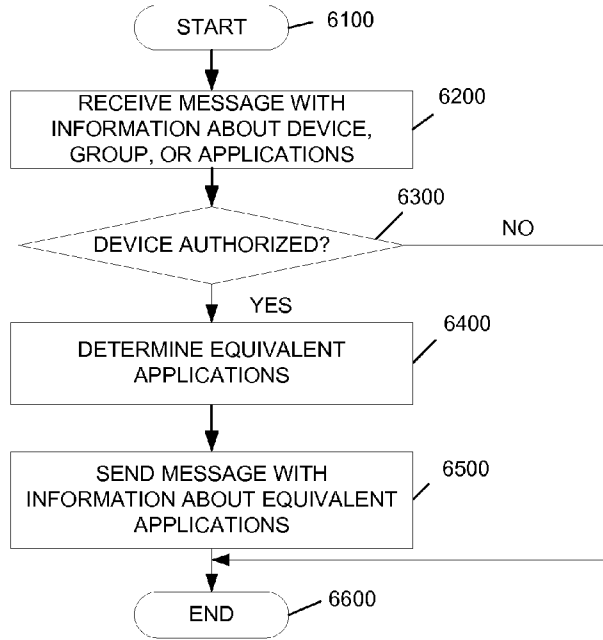 START
6100
RECEIVE MESSAGE WITH
INFORMATION ABOUT DEVICE,
GROUP, OR APPLICATIONS
6200
6300
DEVICE AUTHORIZED?
NO
YES
6400
DETERMINE EQUIVALENT
APPLICATIONS
6500
SEND MESSAGE WITH
INFORMATION ABOUT EQUIVALENT
APPLICATIONS
END
6600